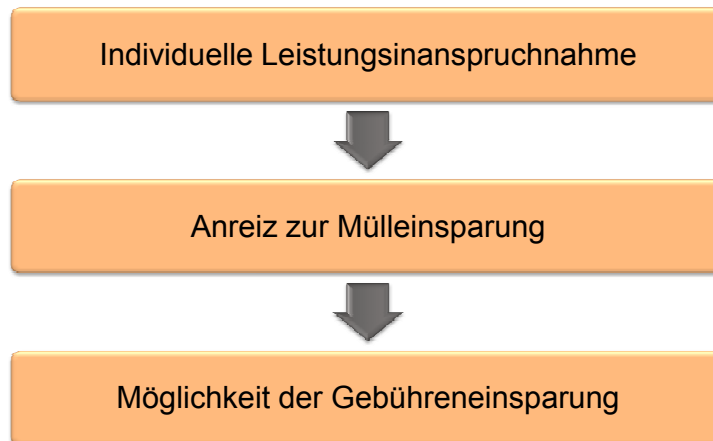 Individuelle Leistungsinanspruchnahme
Anreiz zur Mülleinsparung
Möglichkeit der Gebühreneinsparung